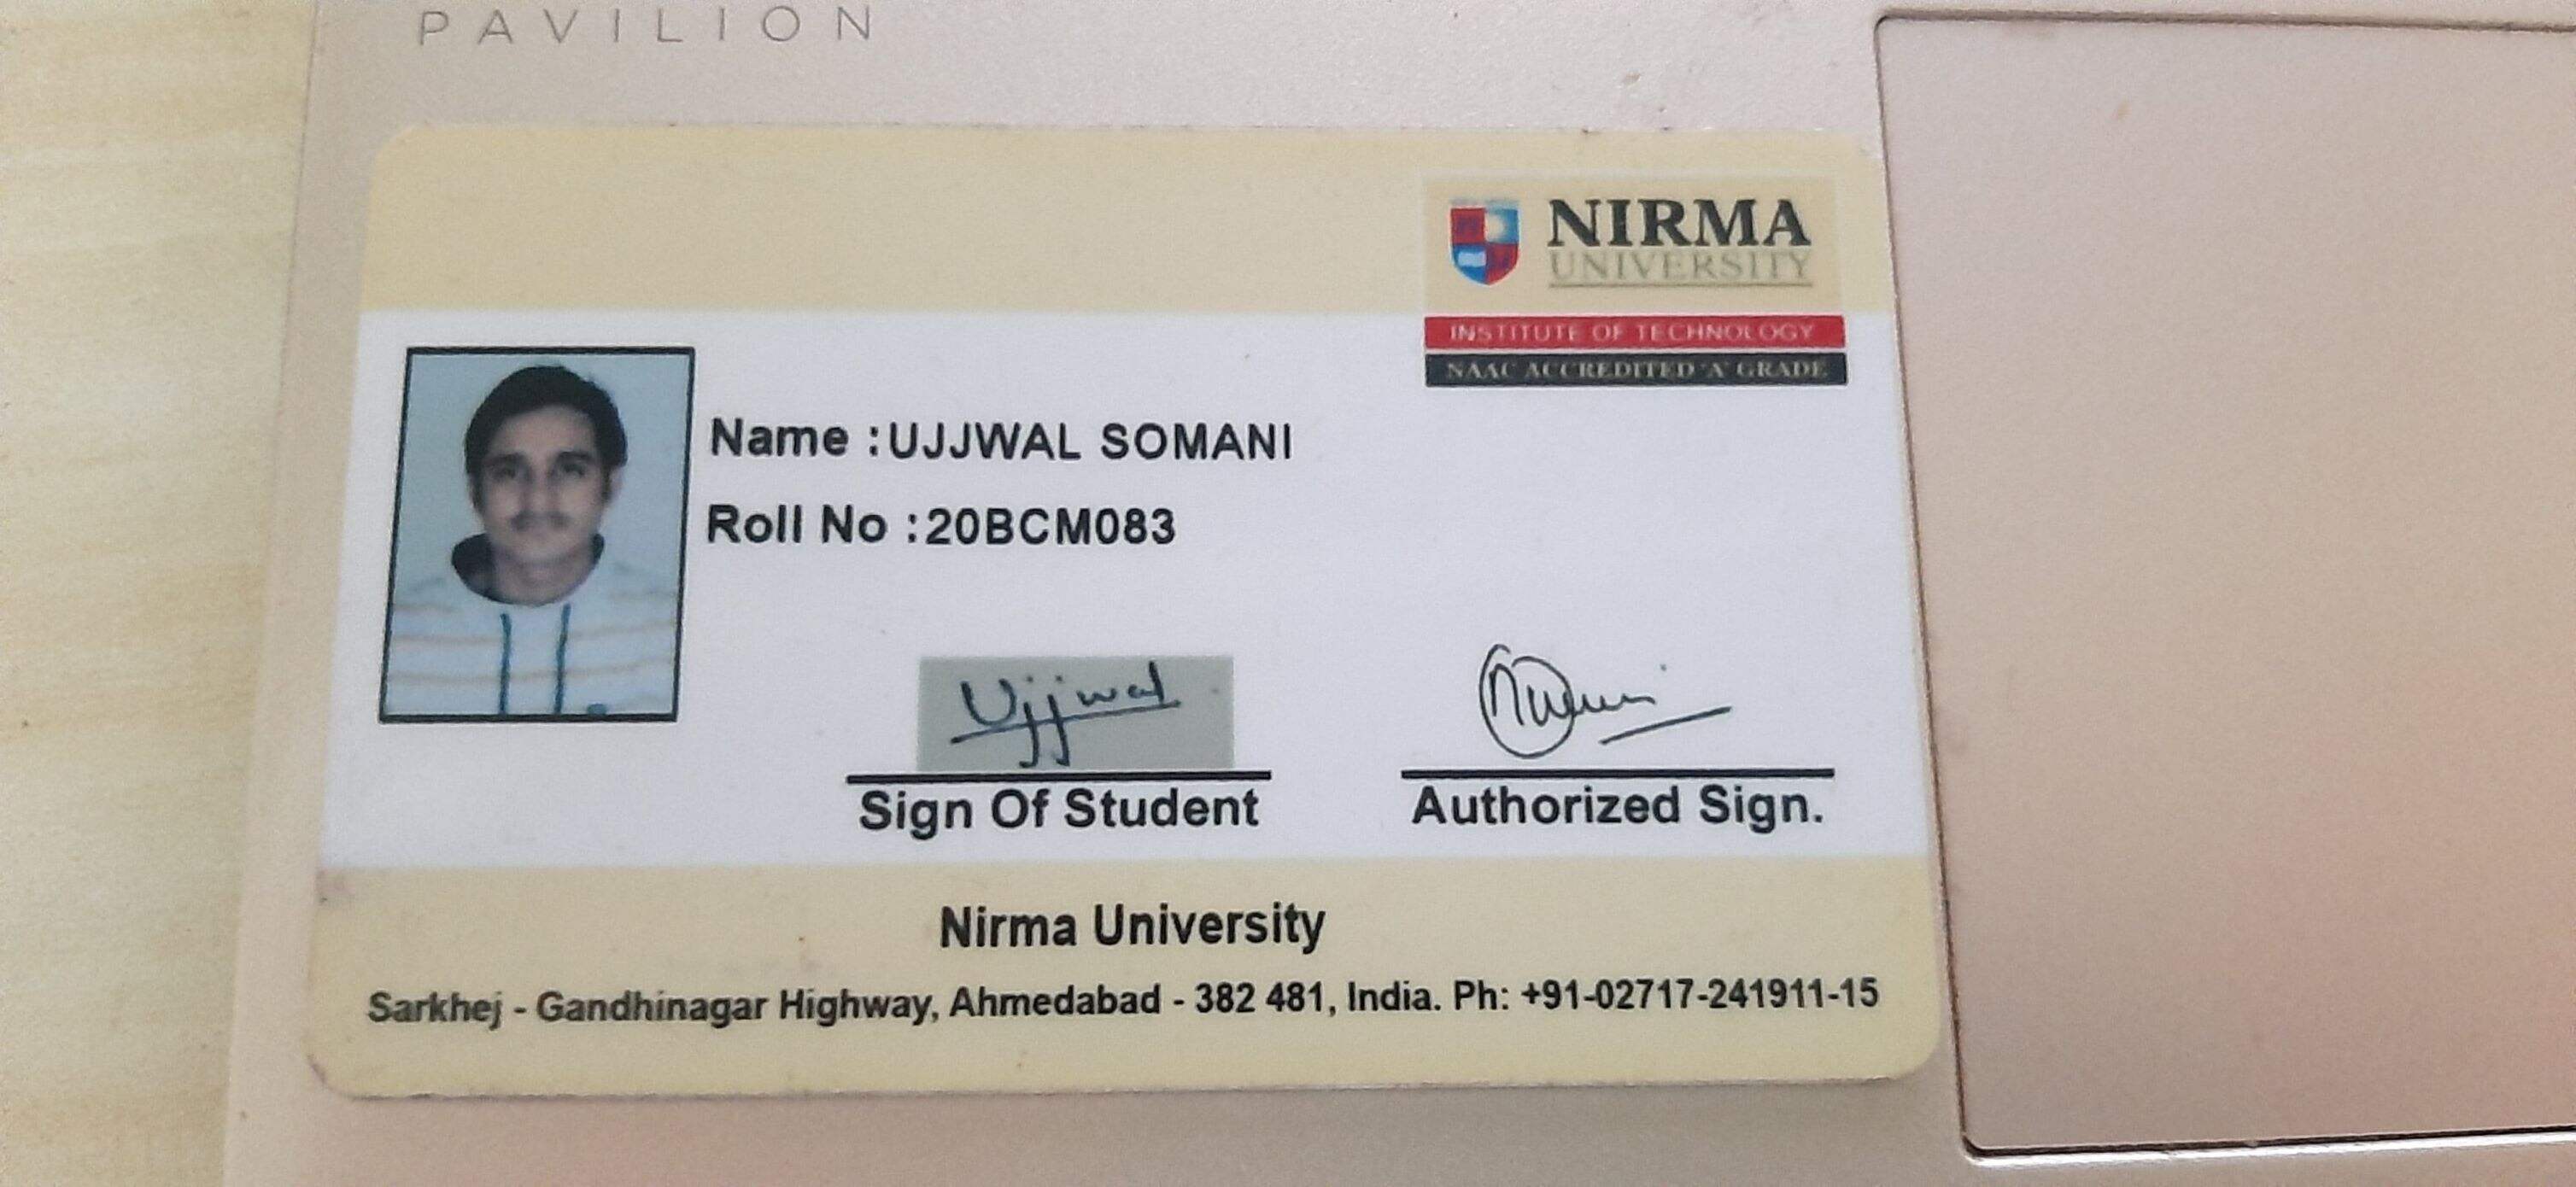 PAVILION
NIRMA
UNIVERSITY
INSTITUTE OF TECHNOLOGY
NAAC ACCREDITED 'A' GRADE
Name :UJJWAL SOMANI
Roll No :20BCM083
Ujjwal
Sign Of Student
Authorized Sign.
Nirma University
Sarkhej - Gandhinagar Highway, Ahmedabad - 382 481, India. Ph: +91-02717-241911-15